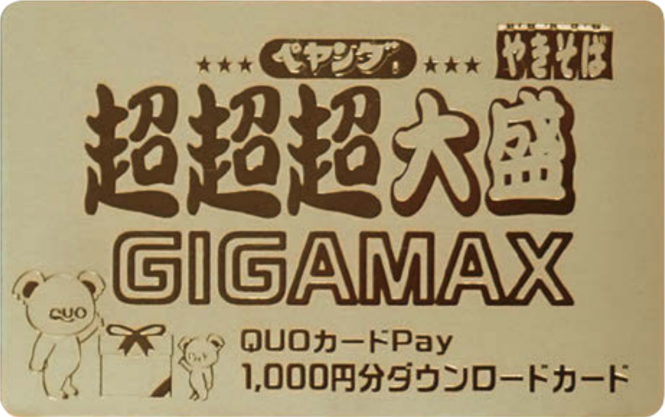 ★★★ ペヤング ★★★ やきそば
超超超大盛
GIGAMAX
QUO
QUOカードPay
1,000円分ダウンロードカード